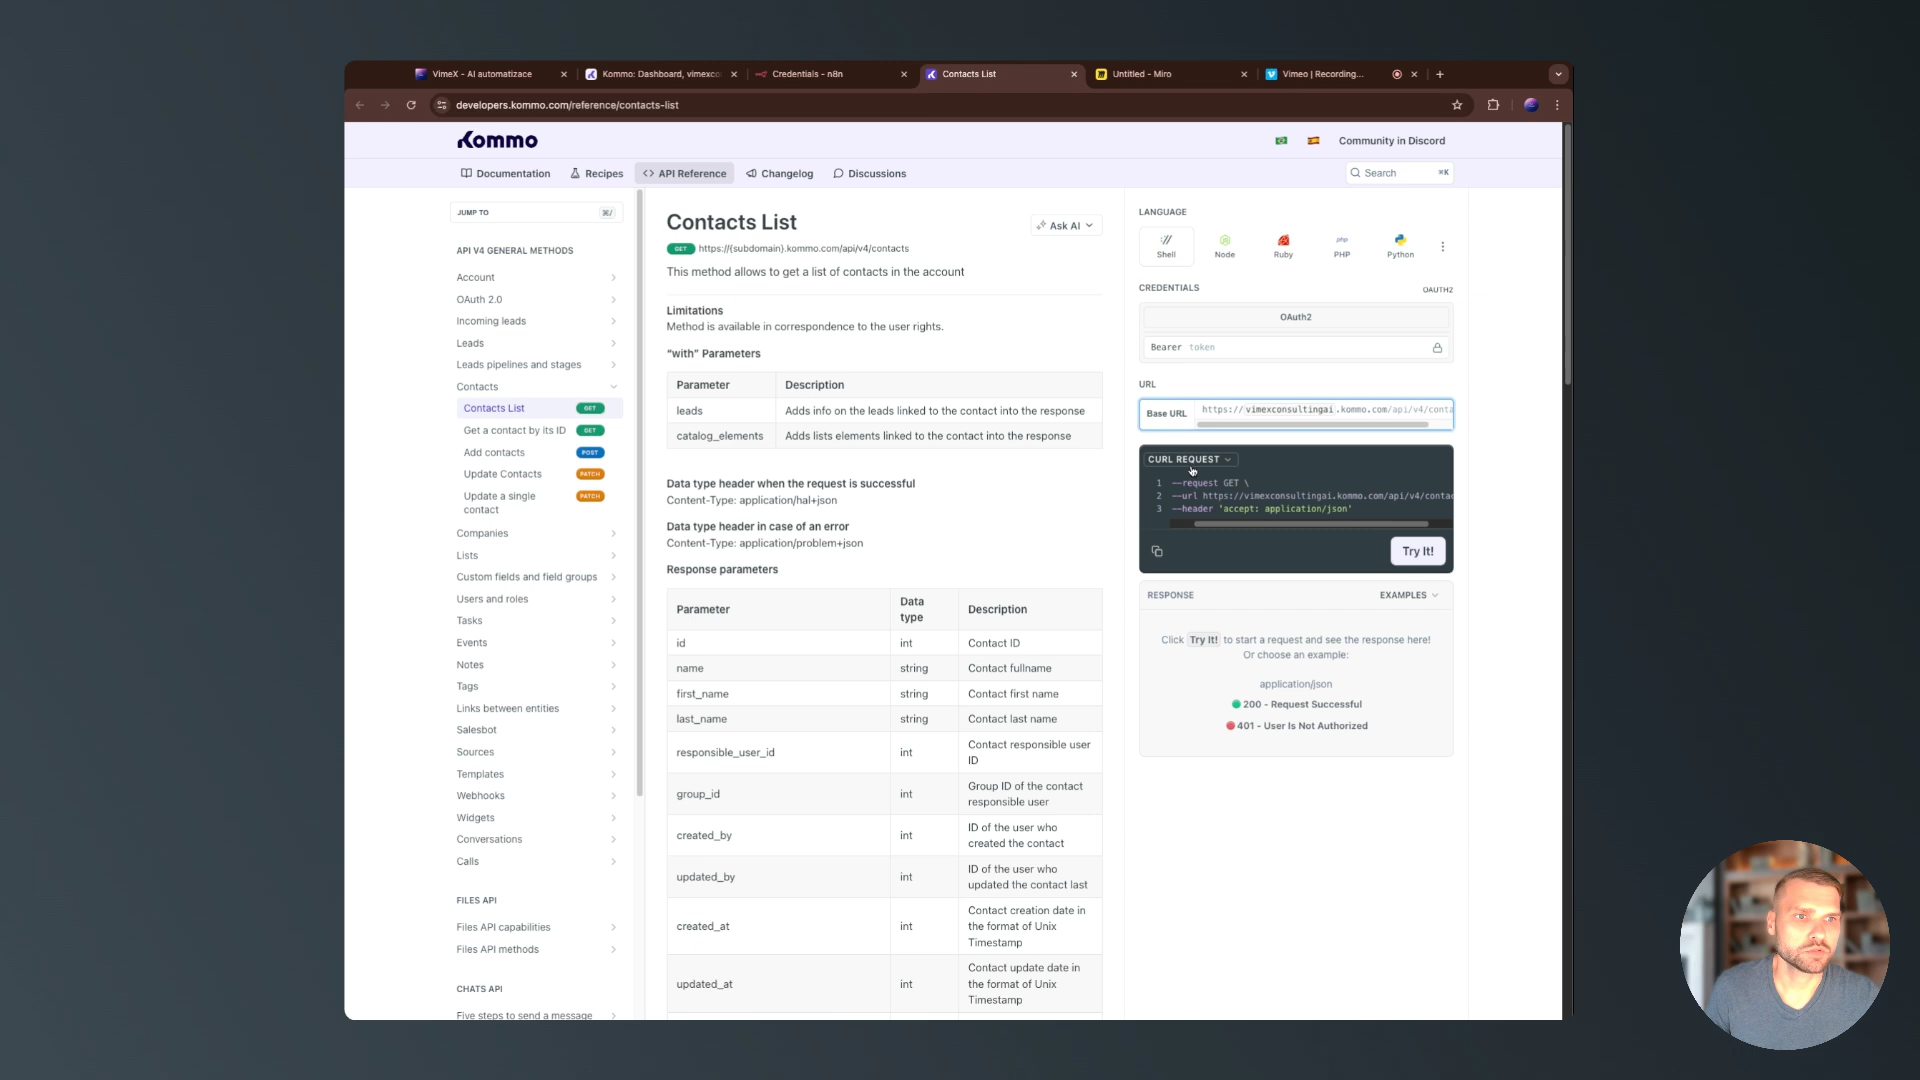 VimeX - AI automatizace
Kommo: Dashboard, vimexco
Credentials - n8n
Contacts List
Untitled - Miro
Vimeo | Recording...
developers.kommo.com/reference/contacts-list
Kommo
Community in Discord
Documentation
Recipes
<> API Reference
Changelog
Discussions
Search
⌘K
JUMP TO
⌘/
API V4 GENERAL METHODS
Account
OAuth 2.0
Incoming leads
Leads
Leads pipelines and stages
Contacts
Contacts List GET
Get a contact by its ID GET
Add contacts POST
Update Contacts PATCH
Update a single PATCH
contact
Companies
Lists
Custom fields and field groups
Users and roles
Tasks
Events
Notes
Tags
Links between entities
Salesbot
Sources
Templates
Webhooks
Widgets
Conversations
Calls
FILES API
Files API capabilities
Files API methods
CHATS API
Five steps to send a message
Contacts List
Ask AI
GET https://{subdomain}.kommo.com/api/v4/contacts
This method allows to get a list of contacts in the account
Limitations
Method is available in correspondence to the user rights.
"with" Parameters
Parameter Description
leads Adds info on the leads linked to the contact into the response
catalog_elements Adds lists elements linked to the contact into the response
Data type header when the request is successful
Content-Type: application/hal+json
Data type header in case of an error
Content-Type: application/problem+json
Response parameters
Parameter Data type Description
id int Contact ID
name string Contact fullname
first_name string Contact first name
last_name string Contact last name
responsible_user_id int Contact responsible user
ID
group_id int Group ID of the contact
responsible user
created_by int ID of the user who
created the contact
updated_by int ID of the user who
updated the contact last
created_at int Contact creation date in
the format of Unix
Timestamp
updated_at int Contact update date in
the format of Unix
Timestamp
LANGUAGE
Shell
Node
Ruby
php
PHP
Python
CREDENTIALS
OAUTH2
OAuth2
Bearer token
URL
Base URL https://vimexconsultingai.kommo.com/api/v4/conta
CURL REQUEST
1 --request GET \
2 --url https://vimexconsultingai.kommo.com/api/v4/contac
3 --header 'accept: application/json'
Try It!
RESPONSE
EXAMPLES
Click Try It! to start a request and see the response here!
Or choose an example:
application/json
200 - Request Successful
401 - User Is Not Authorized